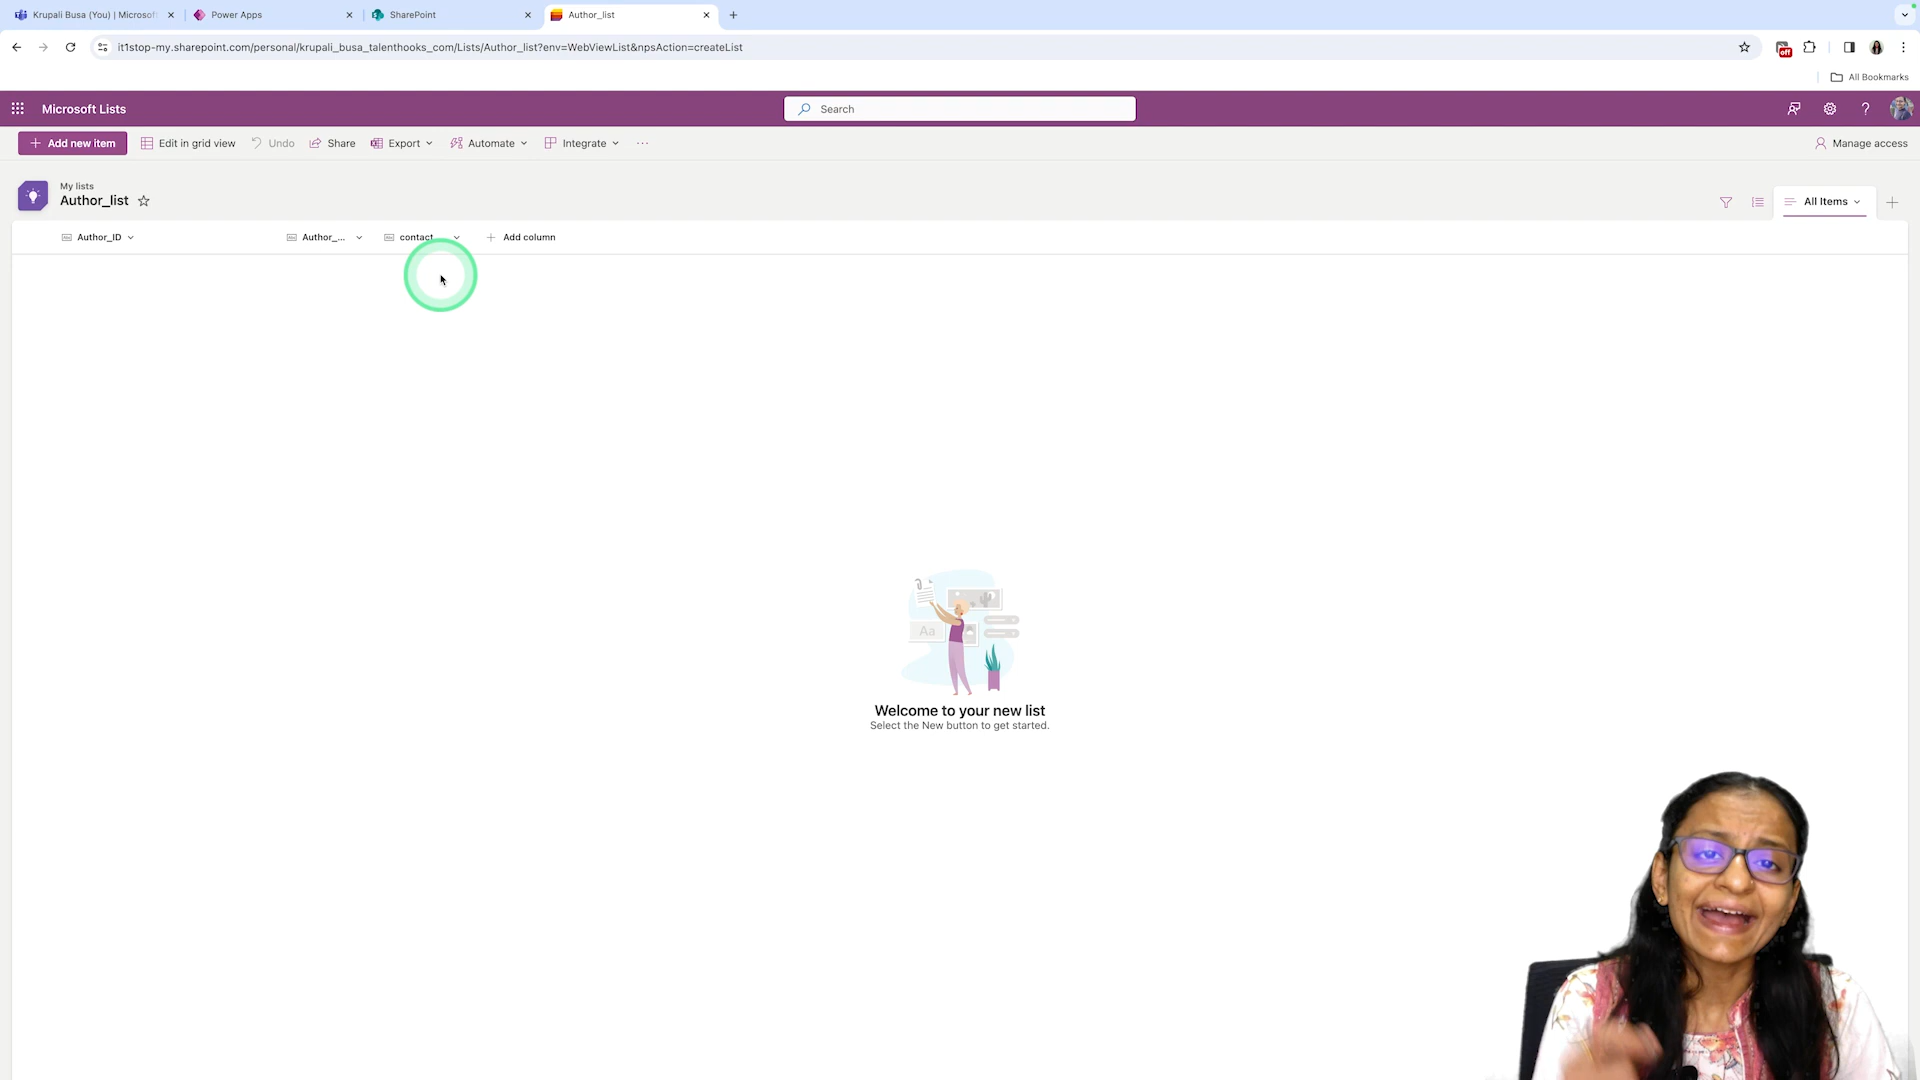 Krupali Busa (You) | Microsof
Power Apps
SharePoint
Author_list
it1stop-my.sharepoint.com/personal/krupali_busa_talenthooks_com/Lists/Author_list?env=WebViewList&npsAction=createList
off
All Bookmarks
Microsoft Lists
Search
Add new item
Edit in grid view
Undo
Share
Export
Automate
Integrate
Manage access
My lists
Author_list
All Items
Author_ID
Author_...
contact
Add column
Aa
Welcome to your new list
Select the New button to get started.